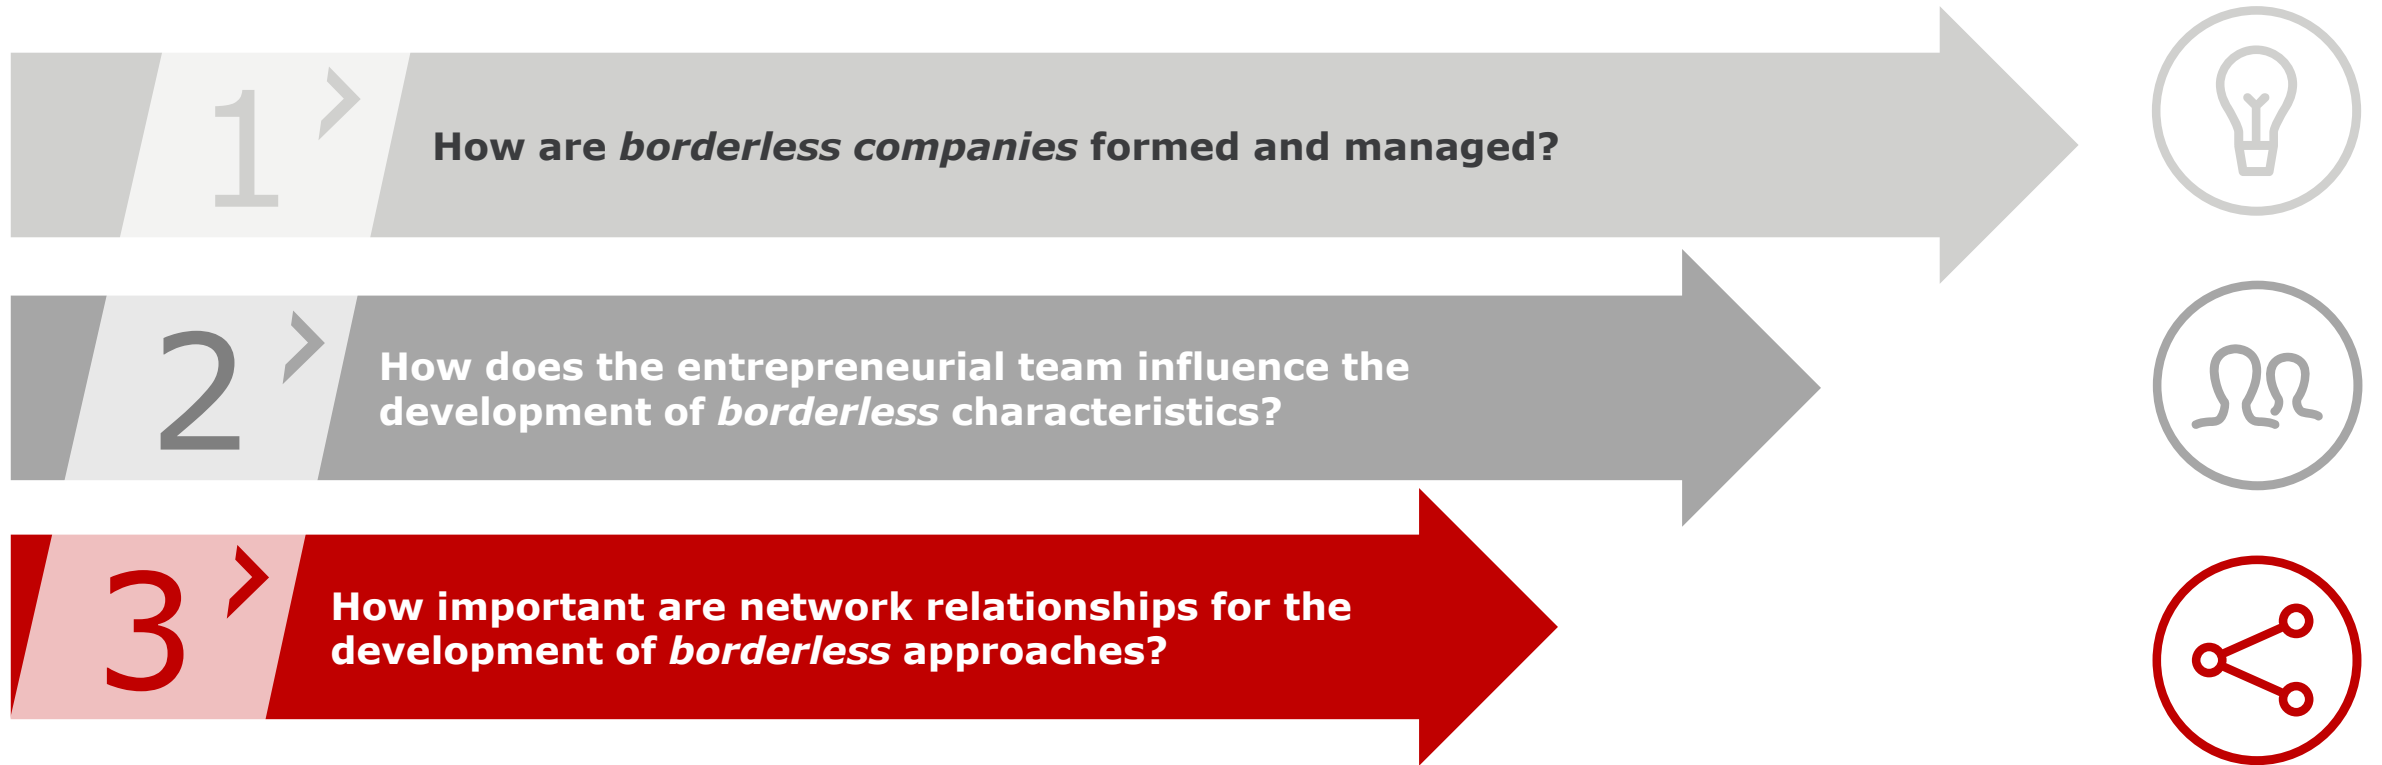 1
How are borderless companies formed and managed?
2
How does the entrepreneurial team influence the
development of borderless characteristics?
3
How important are network relationships for the
development of borderless approaches?